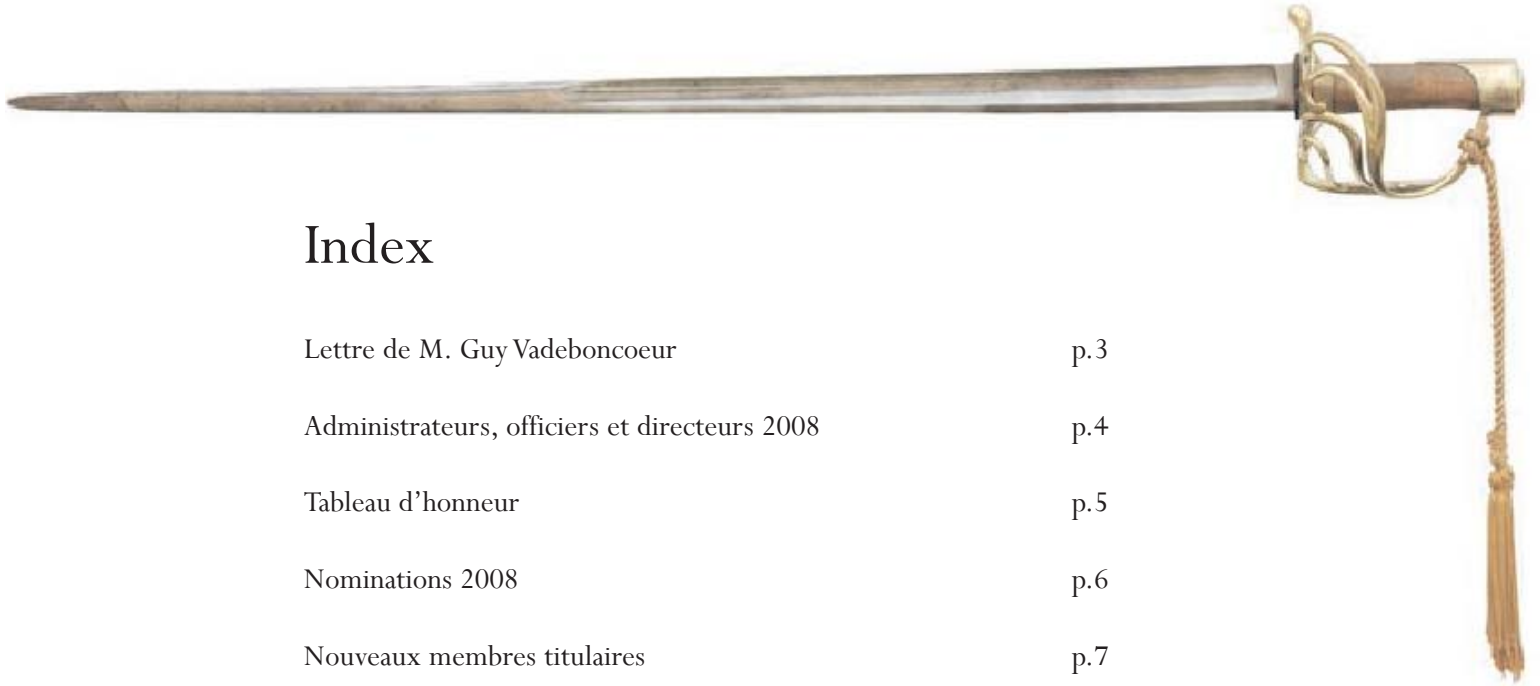 Index
Lettre de M. Guy Vadeboncoeur p.3
Administrateurs, officiers et directeurs 2008 p.4
Tableau d’honneur p.5
Nominations 2008 p.6
Nouveaux membres titulaires p.7